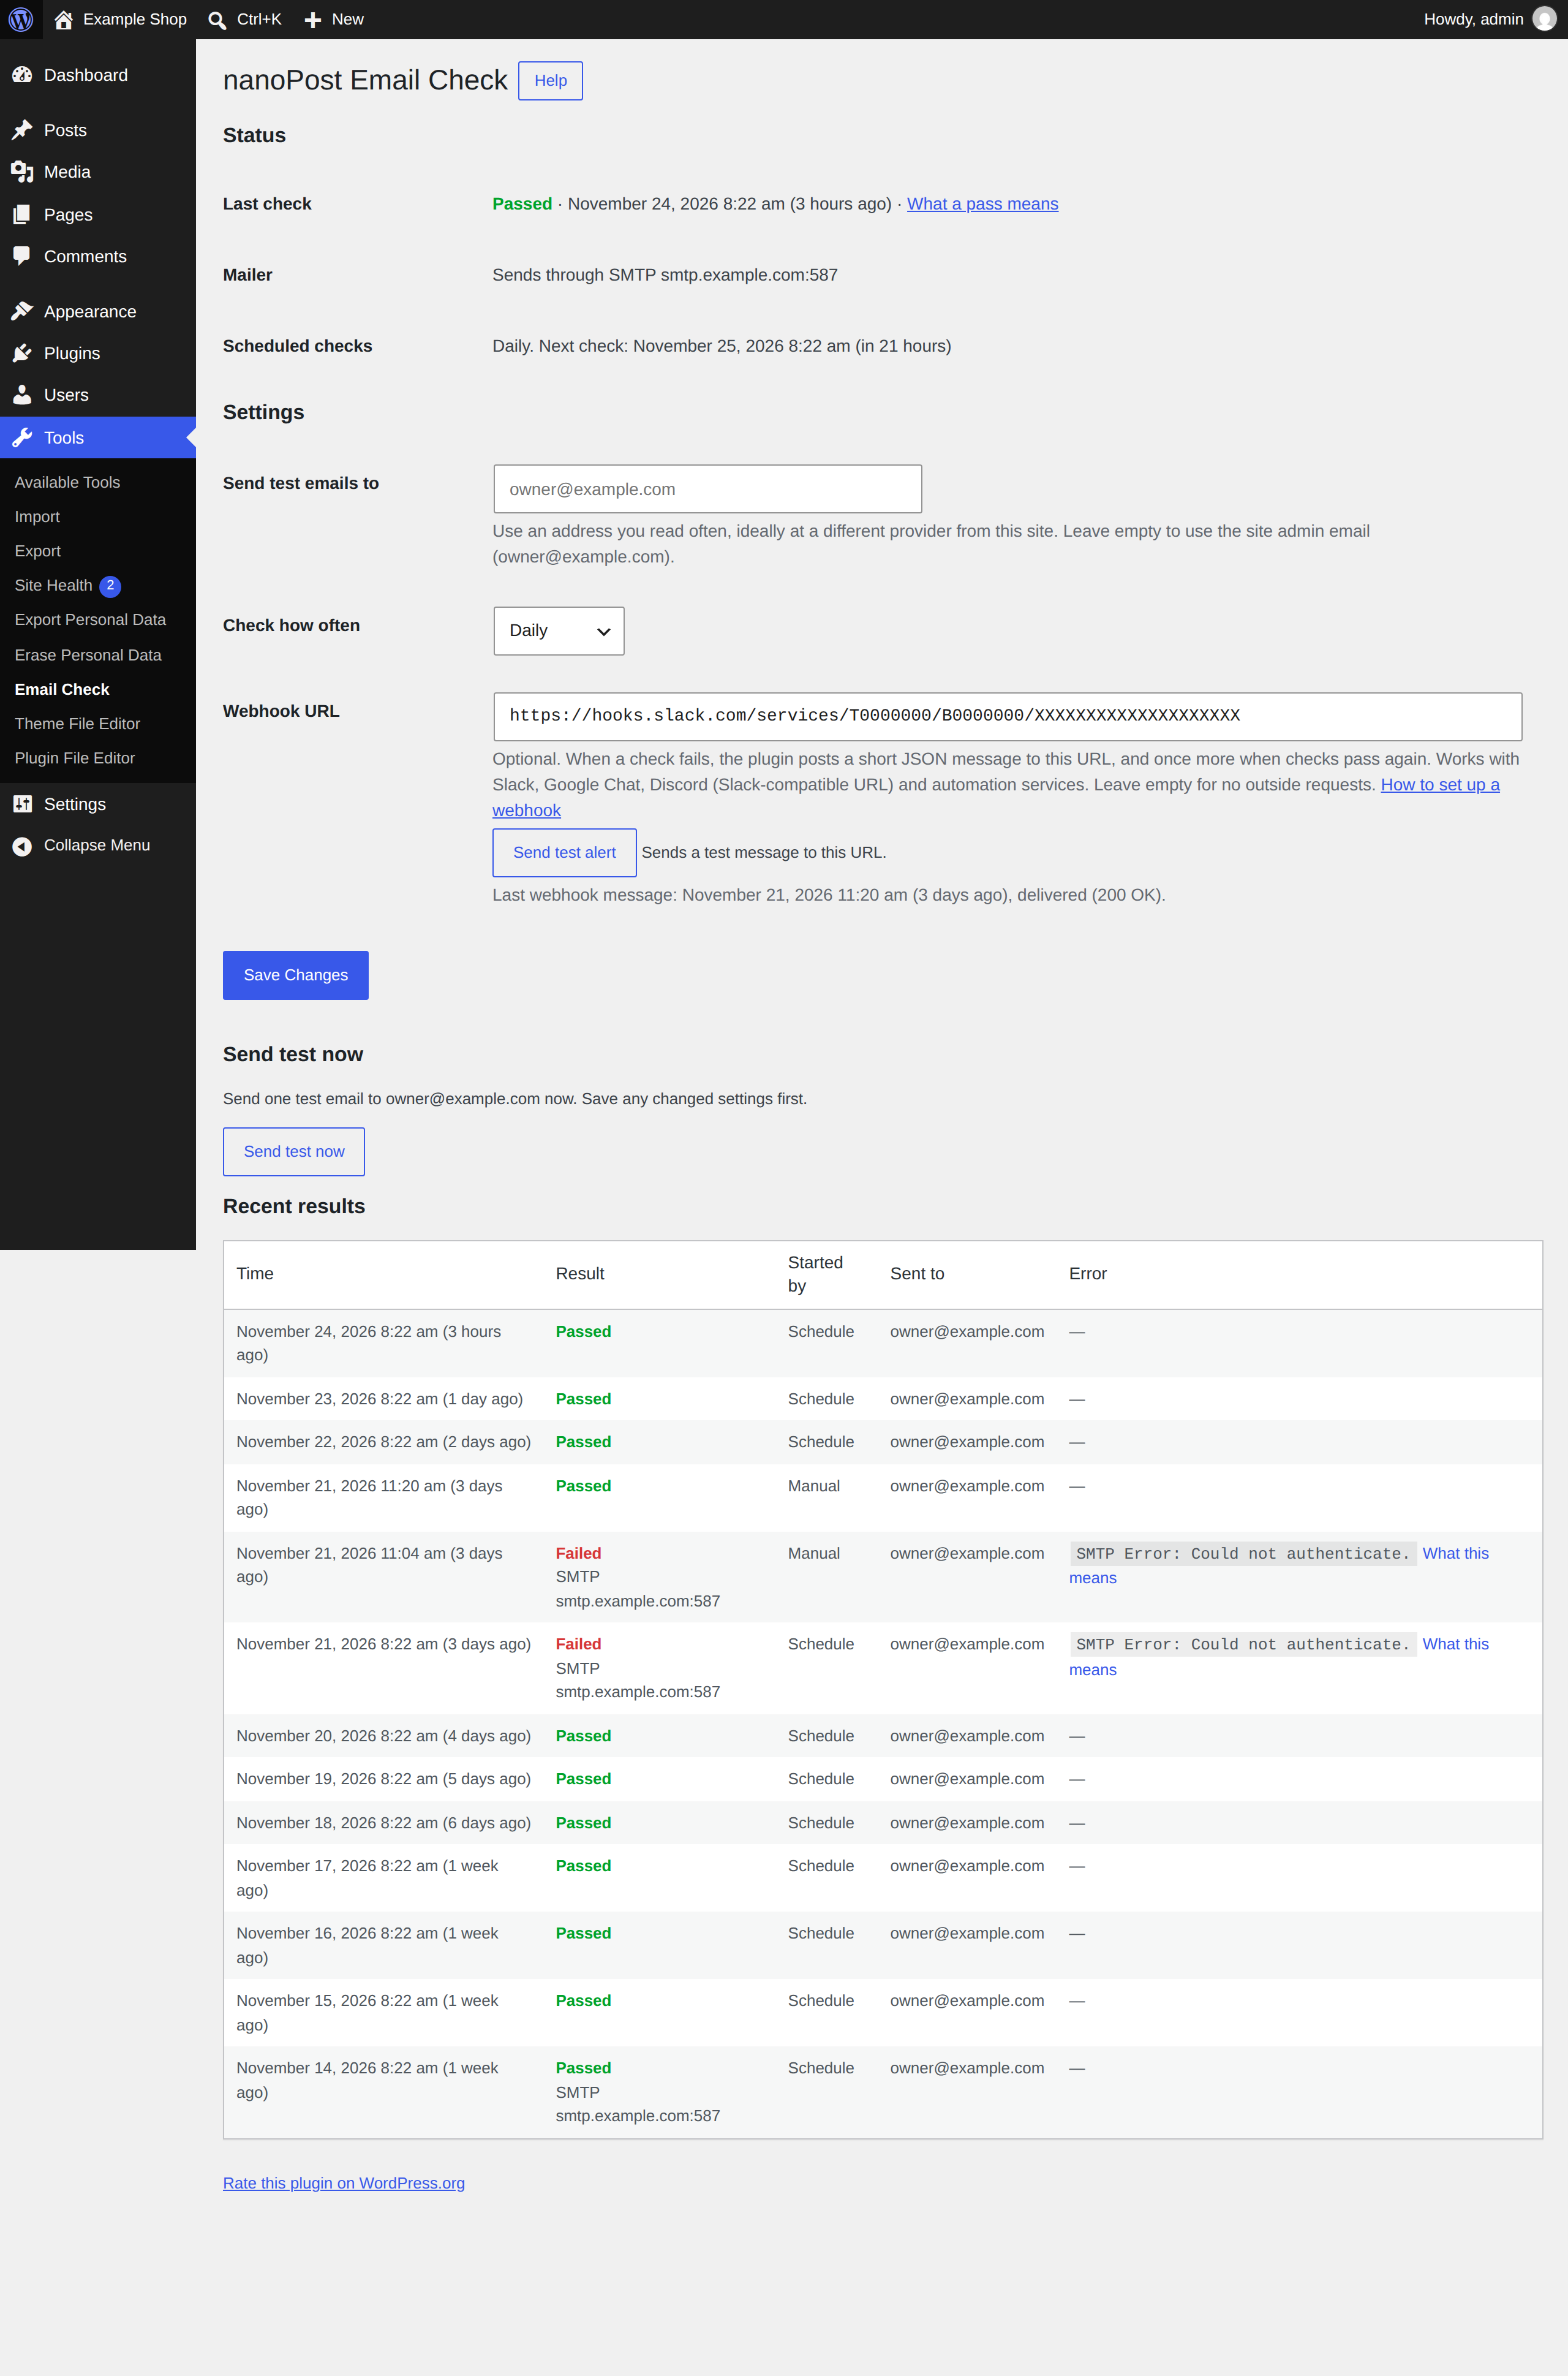 Example Shop
Ctrl+K
New
Howdy, admin
Dashboard
Posts
Media
Pages
Comments
Appearance
Plugins
Users
Tools
Available Tools
Import
Export
Site Health 2
Export Personal Data
Erase Personal Data
Email Check
Theme File Editor
Plugin File Editor
Settings
Collapse Menu
nanoPost Email Check Help
Status
Last check Passed · November 24, 2026 8:22 am (3 hours ago) · What a pass means
Mailer Sends through SMTP smtp.example.com:587
Scheduled checks Daily. Next check: November 25, 2026 8:22 am (in 21 hours)
Settings
Send test emails to owner@example.com
Use an address you read often, ideally at a different provider from this site. Leave empty to use the site admin email
(owner@example.com).
Check how often Daily
Webhook URL https://hooks.slack.com/services/T0000000/B0000000/XXXXXXXXXXXXXXXXXXXX
Optional. When a check fails, the plugin posts a short JSON message to this URL, and once more when checks pass again. Works with
Slack, Google Chat, Discord (Slack-compatible URL) and automation services. Leave empty for no outside requests. How to set up a
webhook
Send test alert Sends a test message to this URL.
Last webhook message: November 21, 2026 11:20 am (3 days ago), delivered (200 OK).
Save Changes
Send test now
Send one test email to owner@example.com now. Save any changed settings first.
Send test now
Recent results
Time Result Started by Sent to Error
November 24, 2026 8:22 am (3 hours Passed Schedule owner@example.com —
ago)
November 23, 2026 8:22 am (1 day ago) Passed Schedule owner@example.com —
November 22, 2026 8:22 am (2 days ago) Passed Schedule owner@example.com —
November 21, 2026 11:20 am (3 days Passed Manual owner@example.com —
ago)
November 21, 2026 11:04 am (3 days Failed Manual owner@example.com SMTP Error: Could not authenticate. What this
ago) SMTP means
smtp.example.com:587
November 21, 2026 8:22 am (3 days ago) Failed Schedule owner@example.com SMTP Error: Could not authenticate. What this
SMTP means
smtp.example.com:587
November 20, 2026 8:22 am (4 days ago) Passed Schedule owner@example.com —
November 19, 2026 8:22 am (5 days ago) Passed Schedule owner@example.com —
November 18, 2026 8:22 am (6 days ago) Passed Schedule owner@example.com —
November 17, 2026 8:22 am (1 week Passed Schedule owner@example.com —
ago)
November 16, 2026 8:22 am (1 week Passed Schedule owner@example.com —
ago)
November 15, 2026 8:22 am (1 week Passed Schedule owner@example.com —
ago)
November 14, 2026 8:22 am (1 week Passed Schedule owner@example.com —
ago) SMTP
smtp.example.com:587
Rate this plugin on WordPress.org